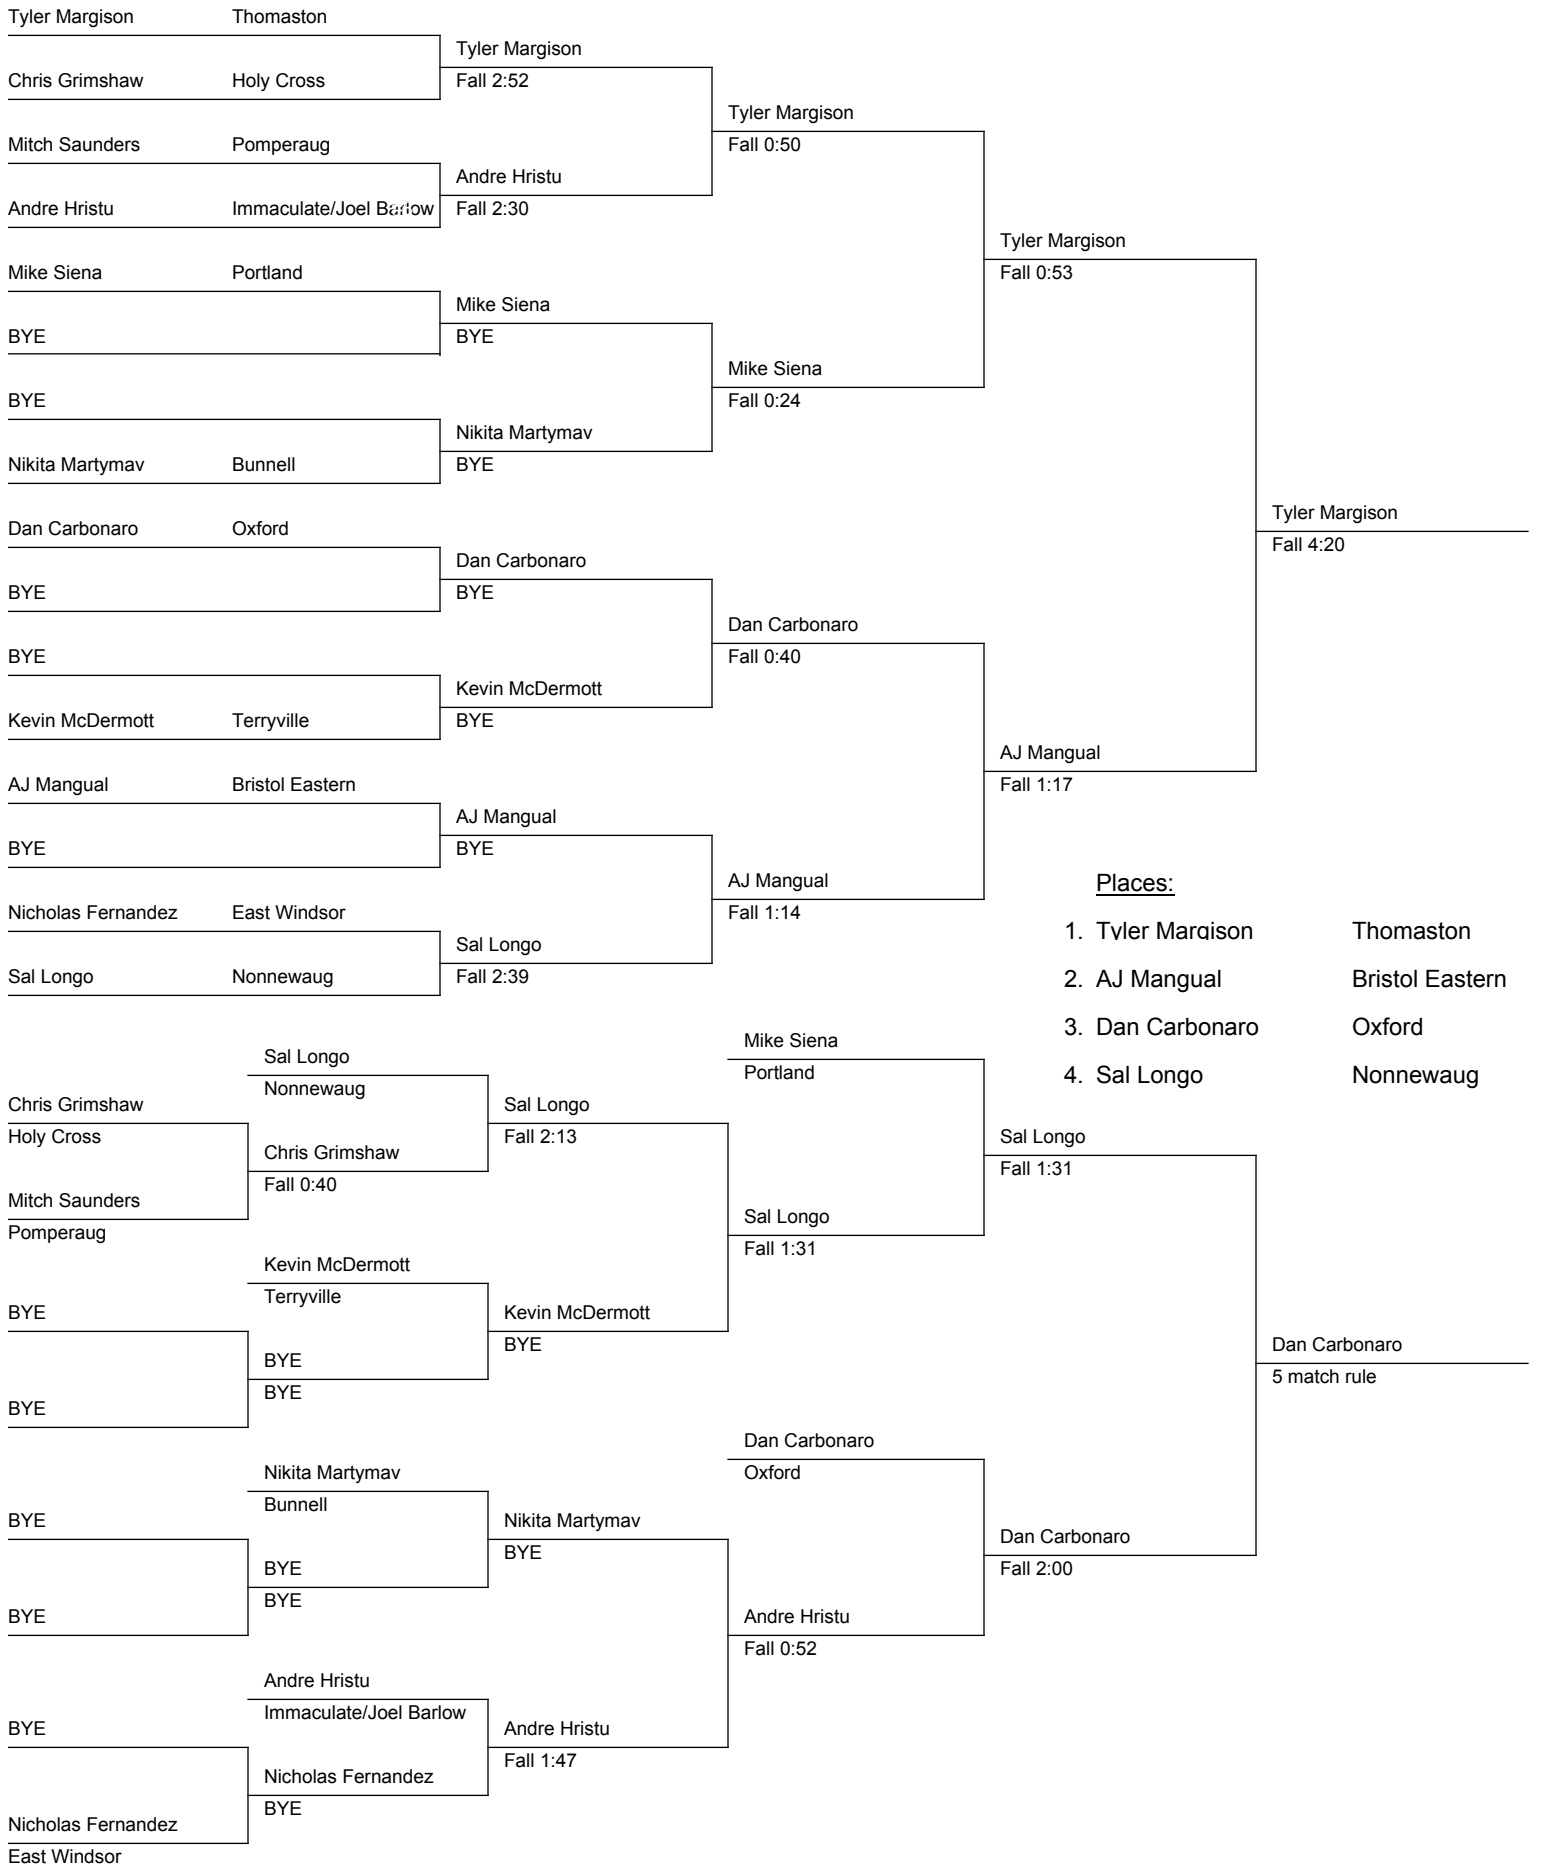 Tyler Margison Thomaston
Tyler Margison
Chris Grimshaw Holy Cross
Fall 2:52
Tyler Margison
Mitch Saunders Pomperaug
Fall 0:50
Andre Hristu
Andre Hristu Immaculate/Joel Barlow
Fall 2:30
Tyler Margison
Mike Siena Portland
Fall 0:53
Mike Siena
BYE
BYE
Mike Siena
BYE
Fall 0:24
Nikita Martymav
Nikita Martymav Bunnell
BYE
Tyler Margison
Dan Carbonaro Oxford
Fall 4:20
Dan Carbonaro
BYE
BYE
Dan Carbonaro
BYE
Fall 0:40
Kevin McDermott
Kevin McDermott Terryville
BYE
AJ Mangual
AJ Mangual Bristol Eastern
Fall 1:17
AJ Mangual
BYE
BYE
AJ Mangual
Nicholas Fernandez East Windsor
Fall 1:14
Sal Longo
Sal Longo Nonnewaug
Fall 2:39
Places:
1. Tyler Margison Thomaston
2. AJ Mangual Bristol Eastern
3. Dan Carbonaro Oxford
4. Sal Longo Nonnewaug
Mike Siena
Portland
Sal Longo
Nonnewaug
Chris Grimshaw
Holy Cross
Sal Longo
Fall 2:13
Chris Grimshaw
Fall 0:40
Sal Longo
Fall 1:31
Mitch Saunders
Pomperaug
Sal Longo
Fall 1:31
Kevin McDermott
Terryville
BYE
Kevin McDermott
BYE
BYE
BYE
BYE
Dan Carbonaro
5 match rule
Dan Carbonaro
Oxford
Nikita Martymav
Bunnell
BYE
Nikita Martymav
BYE
Dan Carbonaro
Fall 2:00
BYE
BYE
BYE
Andre Hristu
Fall 0:52
Andre Hristu
Immaculate/Joel Barlow
BYE
Andre Hristu
Fall 1:47
Nicholas Fernandez
BYE
Nicholas Fernandez
East Windsor